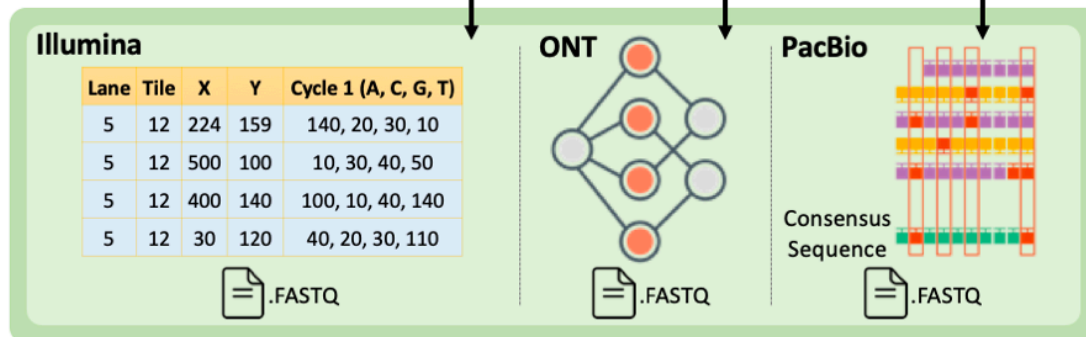 Illumina
Lane Tile X Y Cycle 1 (A, C, G, T)
5 12 224 159 140, 20, 30, 10
5 12 500 100 10, 30, 40, 50
5 12 400 140 100, 10, 40, 140
5 12 30 120 40, 20, 30, 110
.FASTQ
ONT
.FASTQ
PacBio
Consensus
Sequence
.FASTQ